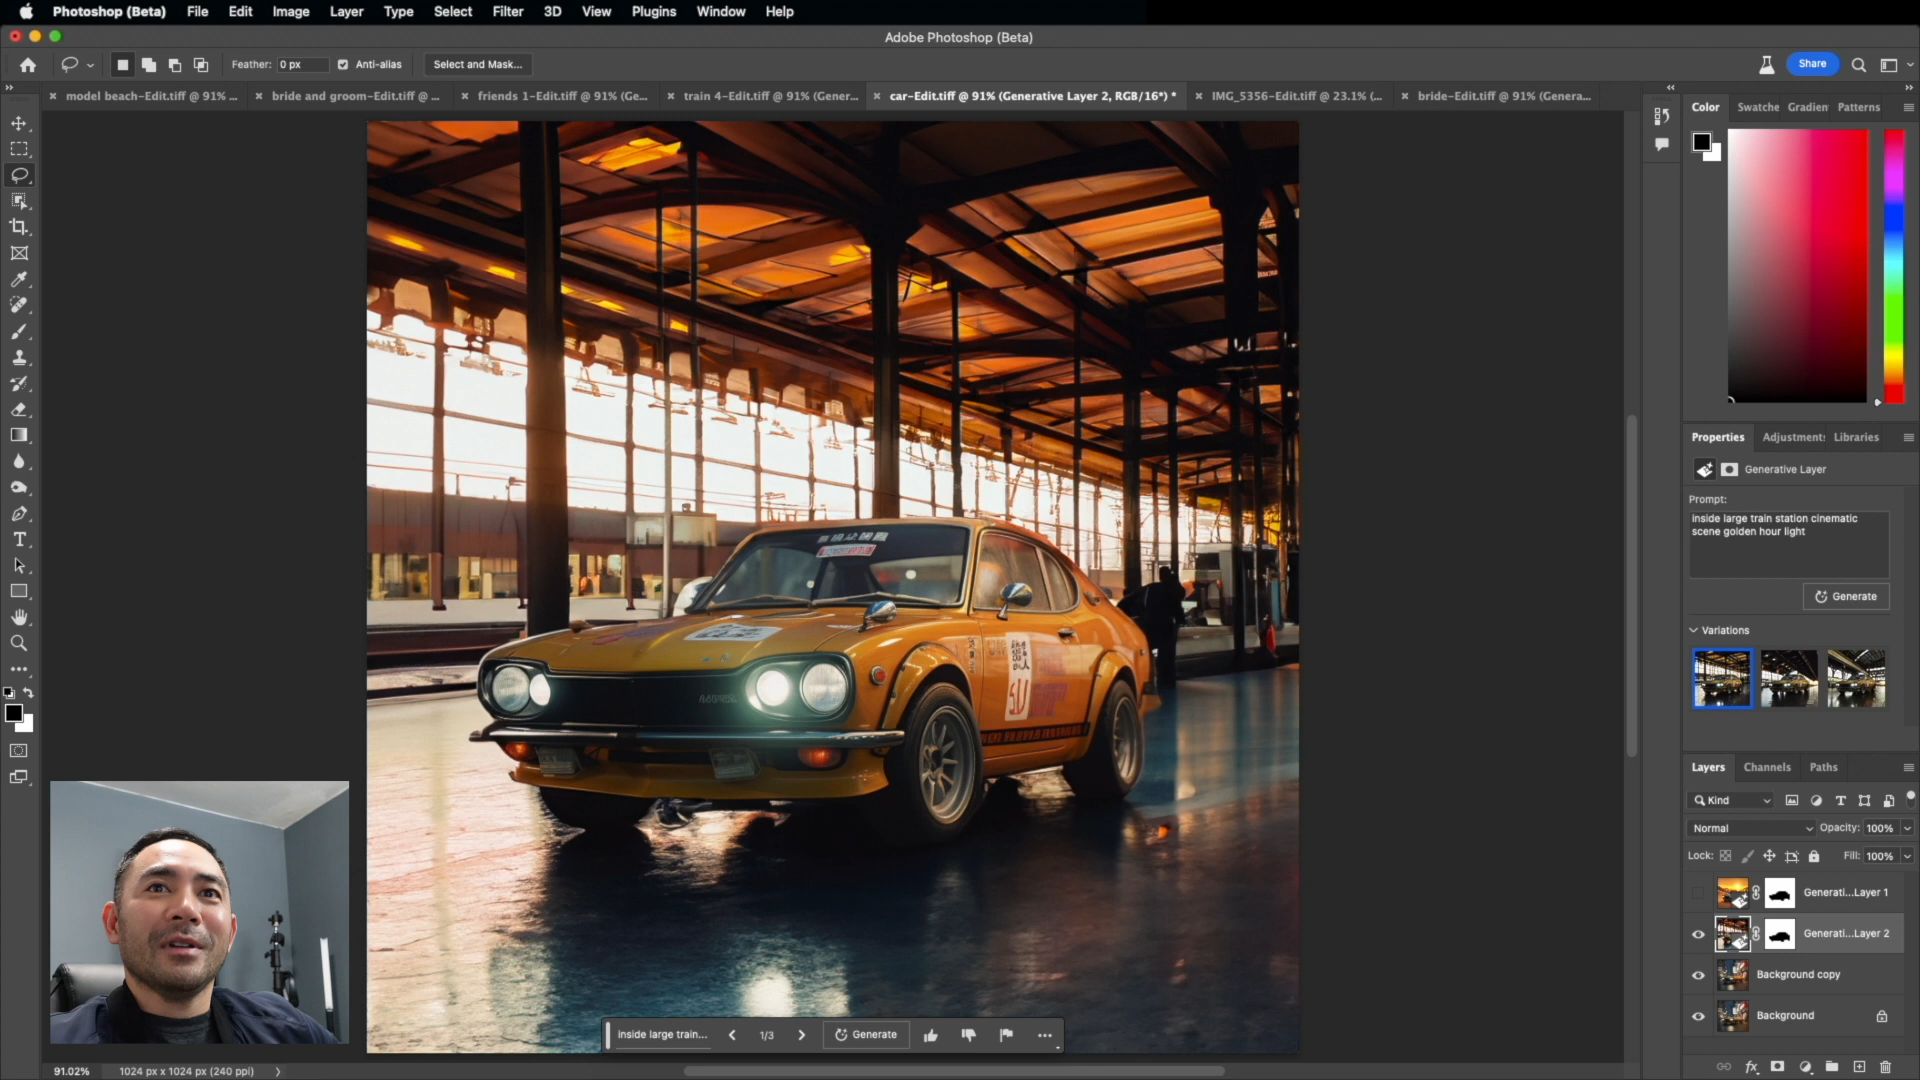 Photoshop (Beta) File Edit Image Layer Type Select Filter 3D View Plugins Window Help
Adobe Photoshop (Beta)
Feather: 0 px Anti-alias Select and Mask... Share
model beach-Edit.tiff @ 91% ... bride and groom-Edit.tiff @ ... friends 1-Edit.tiff @ 91% (Ge... train 4-Edit.tiff @ 91% (Gener... car-Edit.tiff @ 91% (Generative Layer 2, RGB/16*) * IMG_5356-Edit.tiff @ 23.1% (... bride-Edit.tiff @ 91% (Genera...
Color Swatche Gradien Patterns
Properties Adjustment: Libraries
Generative Layer
Prompt:
inside large train station cinematic
scene golden hour light
Generate
Variations
Layers Channels Paths
Kind
Normal Opacity: 100%
Lock: Fill: 100%
Generati...Layer 1
Generati...Layer 2
Background copy
Background
inside large train... 1/3 Generate
91.02% 1024 px x 1024 px (240 ppi)